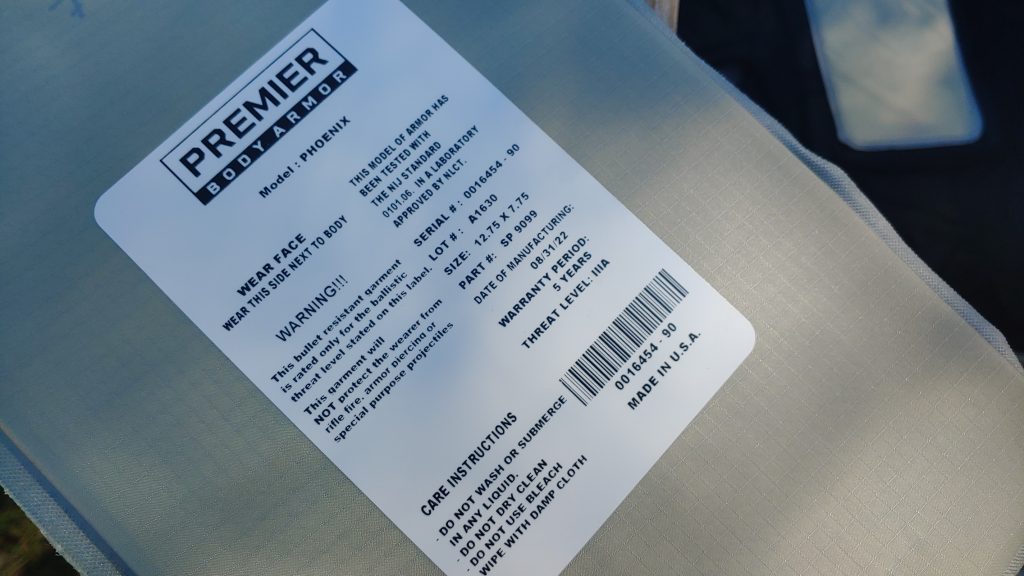 PREMIER
BODY ARMOR
Model : PHOENIX
WEAR FACE
WEAR THIS SIDE NEXT TO BODY
WARNING!!!
This bullet resistant garment
is rated only for the ballistic
threat level stated on this label.
This garment will
NOT protect the wearer from
rifle fire, armor piercing or
special purpose projectiles
THIS MODEL OF ARMOR HAS
BEEN TESTED WITH
THE NIJ STANDARD
0101.06. IN A LABORATORY
APPROVED BY NLCT.
SERIAL # : 0016454 - 90
LOT # : A1630
SIZE: 12.75 X 7.75
PART #: SP 9099
DATE OF MANUFACTURING:
08/31/22
WARRANTY PERIOD:
5 YEARS
THREAT LEVEL: IIIA
0016454 - 90
MADE IN U.S.A.
CARE INSTRUCTIONS
- DO NOT WASH OR SUBMERGE
IN ANY LIQUID.
- DO NOT DRY CLEAN
- DO NOT USE BLEACH
- WIPE WITH DAMP CLOTH